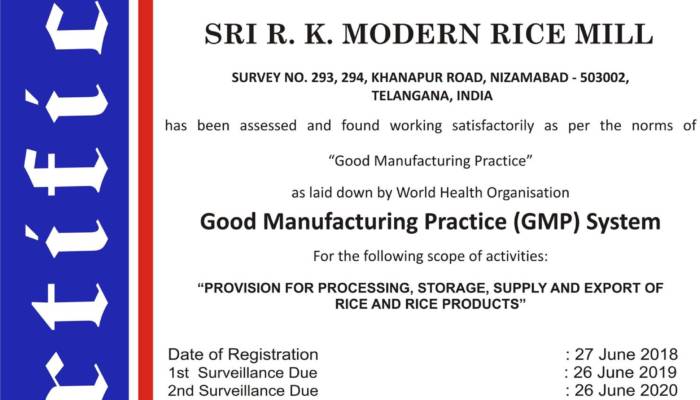 SRI R. K. MODERN RICE MILL
SURVEY NO. 293, 294, KHANAPUR ROAD, NIZAMABAD - 503002,
TELANGANA, INDIA
has been assessed and found working satisfactorily as per the norms of
“Good Manufacturing Practice”
as laid down by World Health Organisation
Good Manufacturing Practice (GMP) System
For the following scope of activities:
“PROVISION FOR PROCESSING, STORAGE, SUPPLY AND EXPORT OF
RICE AND RICE PRODUCTS”
Date of Registration : 27 June 2018
1st Surveillance Due : 26 June 2019
2nd Surveillance Due : 26 June 2020